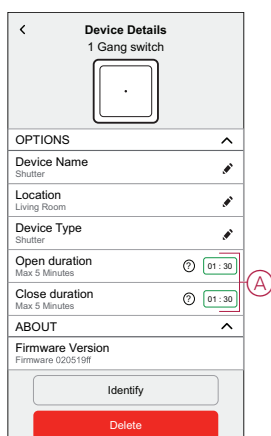 Device Details
1 Gang switch
OPTIONS
Device Name
Shutter
Location
Living Room
Device Type
Shutter
Open duration
Max 5 Minutes
? 01 : 30
Close duration
Max 5 Minutes
? 01 : 30
A
ABOUT
Firmware Version
Firmware 020519ff
Identify
Delete